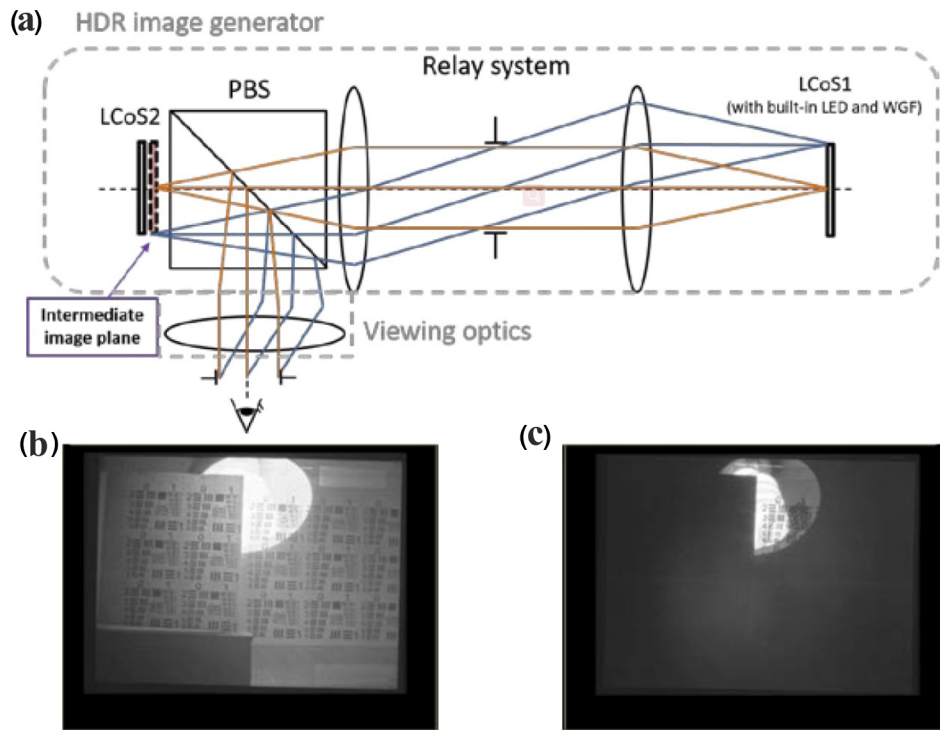 (a)
HDR image generator
Relay system
PBS
LCoS1
(with built-in LED and WGF)
LCoS2
Intermediate
image plane
Viewing optics
(b)
(c)